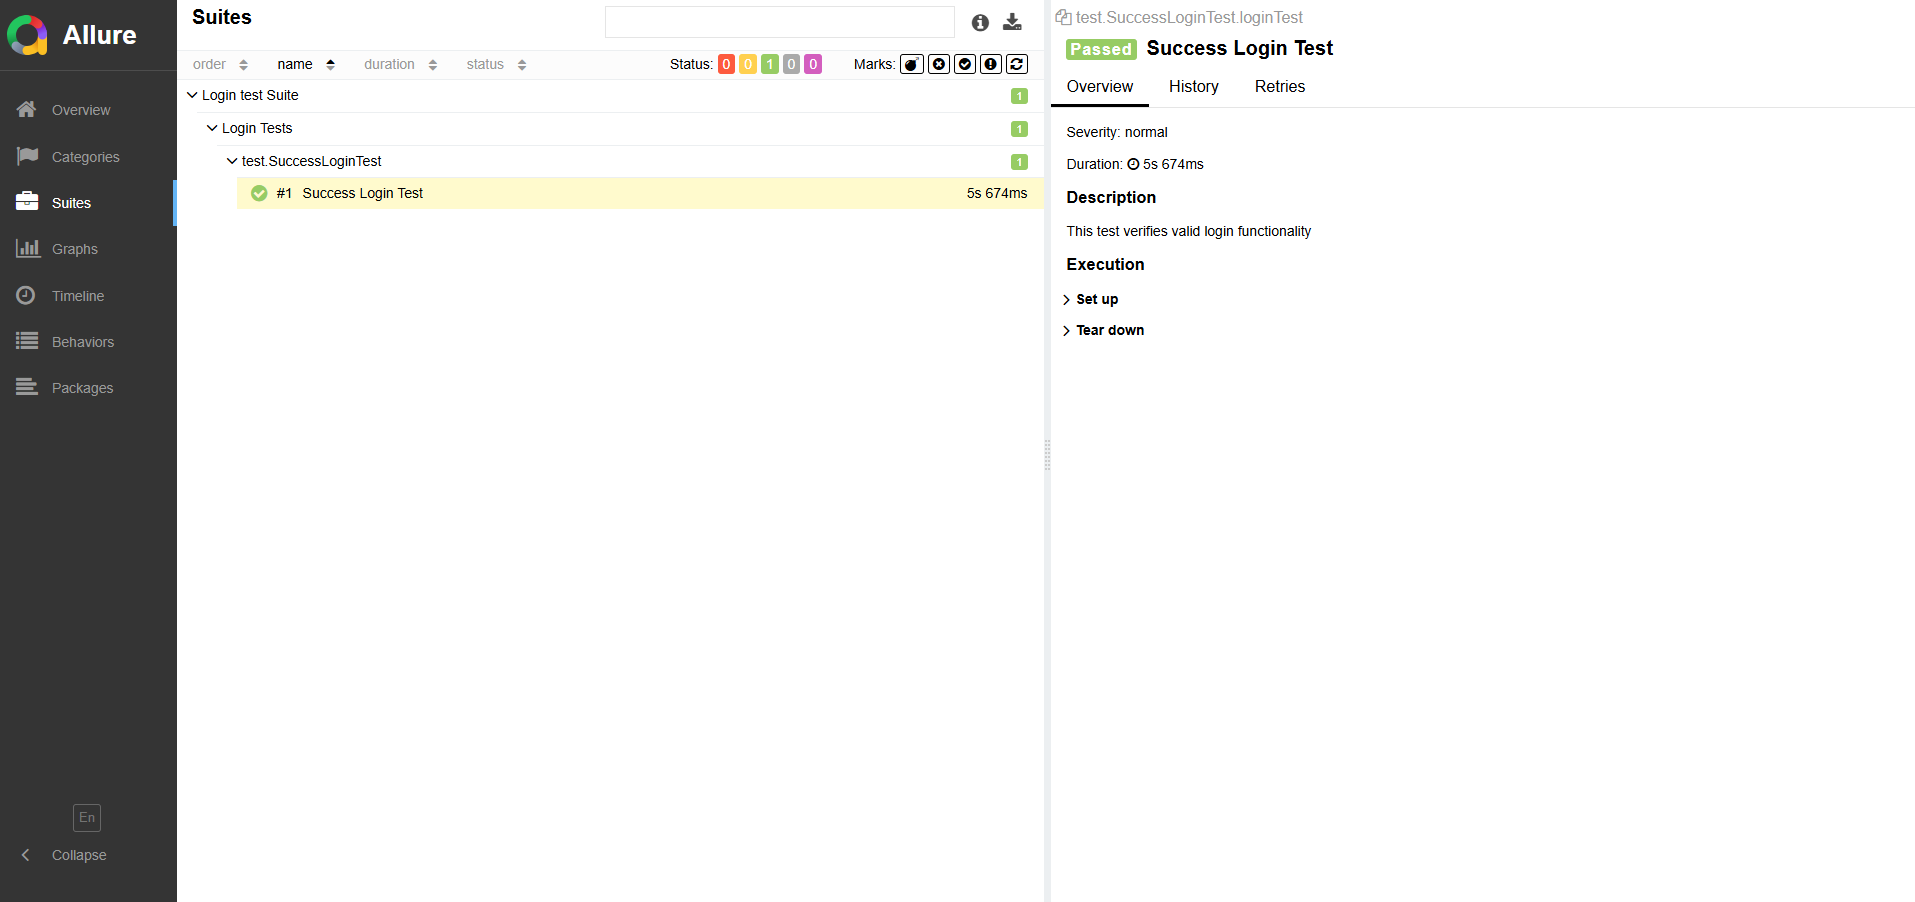 Allure
Overview
Categories
Suites
Graphs
Timeline
Behaviors
Packages
En
Collapse
Suites
order name duration status Status: 0 0 1 0 0 Marks:
Login test Suite 1
Login Tests 1
test.SuccessLoginTest 1
#1 Success Login Test 5s 674ms
test.SuccessLoginTest.loginTest
Passed Success Login Test
Overview History Retries
Severity: normal
Duration: 5s 674ms
Description
This test verifies valid login functionality
Execution
Set up
Tear down